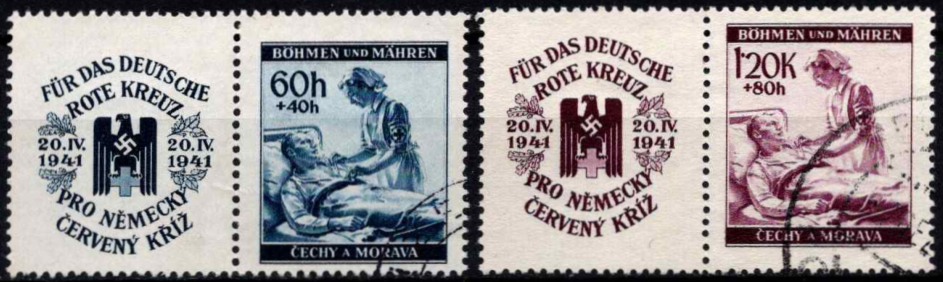 FÜR DAS DEUTSCHE
ROTE KREUZ
20.IV. 20.IV.
1941 1941
PRO NĚMECKÝ
ČERVENÝ KŘÍŽ
BÖHMEN UND MÄHREN
60h
+40h
ČECHY A MORAVA
FÜR DAS DEUTSCHE
ROTE KREUZ
20.IV. 20.IV.
1941 1941
PRO NĚMECKÝ
ČERVENÝ KŘÍŽ
BÖHMEN UND MÄHREN
1'20K
+80h
ČECHY A MORAVA